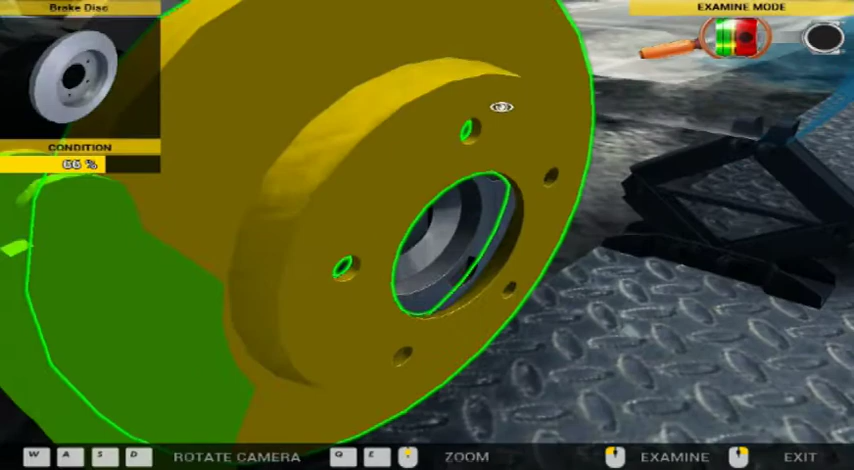 Brake Disc
EXAMINE MODE
CONDITION
66 %
W A S D ROTATE CAMERA Q E ZOOM EXAMINE EXIT